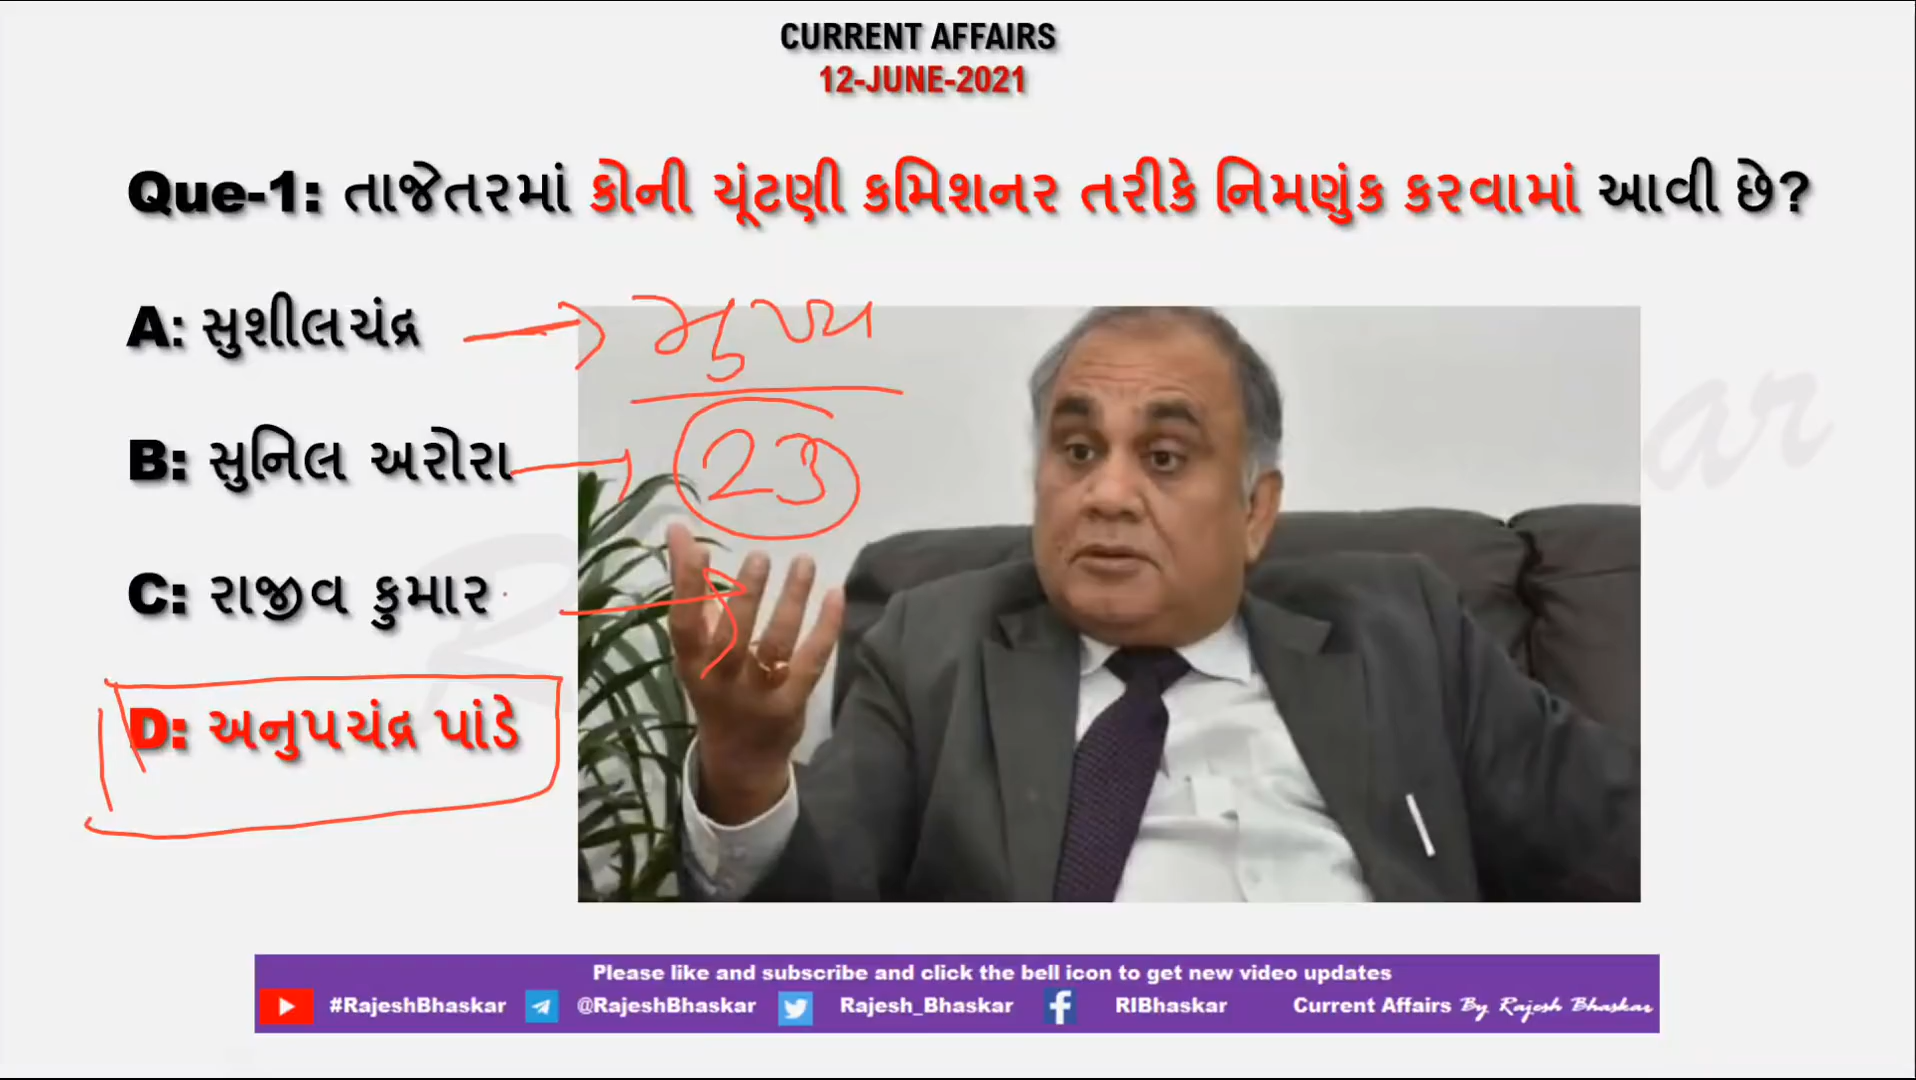 CURRENT AFFAIRS
12-JUNE-2021
Que-1: તાજેતરમાં કોની ચૂંટણી કમિશનર તરીકે નિમણુંક કરવામાં આવી છે?
A: સુશીલચંદ્ર
મુખ્ય
B: સુનિલ અરોરા
23
C: રાજીવ કુમાર
D: અનુપચંદ્ર પાંડે
Please like and subscribe and click the bell icon to get new video updates
#RajeshBhaskar @RajeshBhaskar Rajesh_Bhaskar RIBhaskar Current Affairs By Rajesh Bhaskar